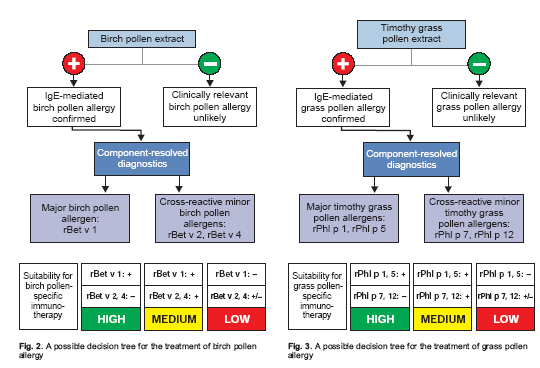 Birch pollen extract
+
–
IgE-mediated
birch pollen allergy
confirmed
Clinically relevant
birch pollen allergy
unlikely
Component-resolved
diagnostics
Major birch pollen
allergen:
rBet v 1
Cross-reactive minor
birch pollen
allergens:
rBet v 2, rBet v 4
Suitability for
birch pollen-
specific
immuno-
therapy
rBet v 1: +
rBet v 2, 4: –
HIGH
rBet v 1: +
rBet v 2, 4: +
MEDIUM
rBet v 1: –
rBet v 2, 4: +/–
LOW
Fig. 2. A possible decision tree for the treatment of birch pollen
allergy
Timothy grass
pollen extract
+
–
IgE-mediated
grass pollen allergy
confirmed
Clinically relevant
grass pollen allergy
unlikely
Component-resolved
diagnostics
Major timothy grass
pollen allergens:
rPhl p 1, rPhl p 5
Cross-reactive minor
timothy grass
pollen allergens:
rPhl p 7, rPhl p 12
Suitability for
grass pollen-
specific
immuno-
therapy
rPhl p 1, 5: +
rPhl p 7, 12: –
HIGH
rPhl p 1, 5: +
rPhl p 7, 12: +
MEDIUM
rPhl p 1, 5: –
rPhl p 7, 12: +/–
LOW
Fig. 3. A possible decision tree for the treatment of grass pollen
allergy